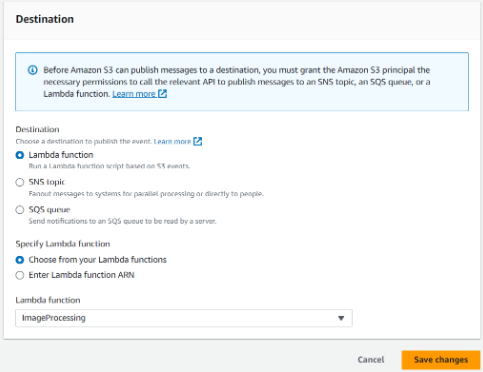 Destination
Before Amazon S3 can publish messages to a destination, you must grant the Amazon S3 principal the
necessary permissions to call the relevant API to publish messages to an SNS topic, an SQS queue, or a
Lambda function. Learn more
Destination
Choose a destination to publish the event. Learn more
Lambda function
Run a Lambda function script based on S3 events.
SNS topic
Fanout messages to systems for parallel processing or directly to people.
SQS queue
Send notifications to an SQS queue to be read by a server.
Specify Lambda function
Choose from your Lambda functions
Enter Lambda function ARN
Lambda function
ImageProcessing
Cancel Save changes